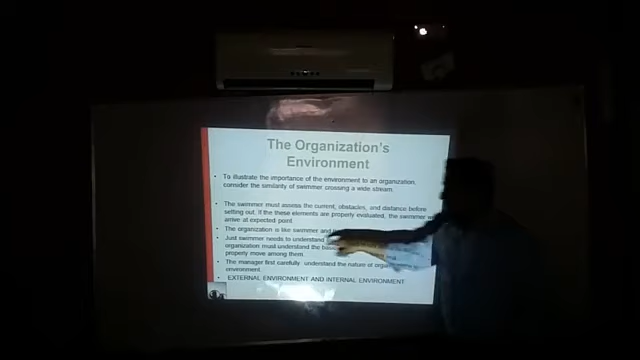 The Organization's
Environment
• To illustrate the importance of the environment to an organization,
consider the similarity of swimmer crossing a wide stream.
• The swimmer must assess the current, obstacles, and distance before
setting out. If the these elements are properly evaluated, the swimmer
arrive at expected point.
• The organization is like swimmer and
• Just swimmer needs to understand
organization must understand the
properly move among them.
• The manager first carefully understand the nature of
environment.
• EXTERNAL ENVIRONMENT AND INTERNAL ENVIRONMENT